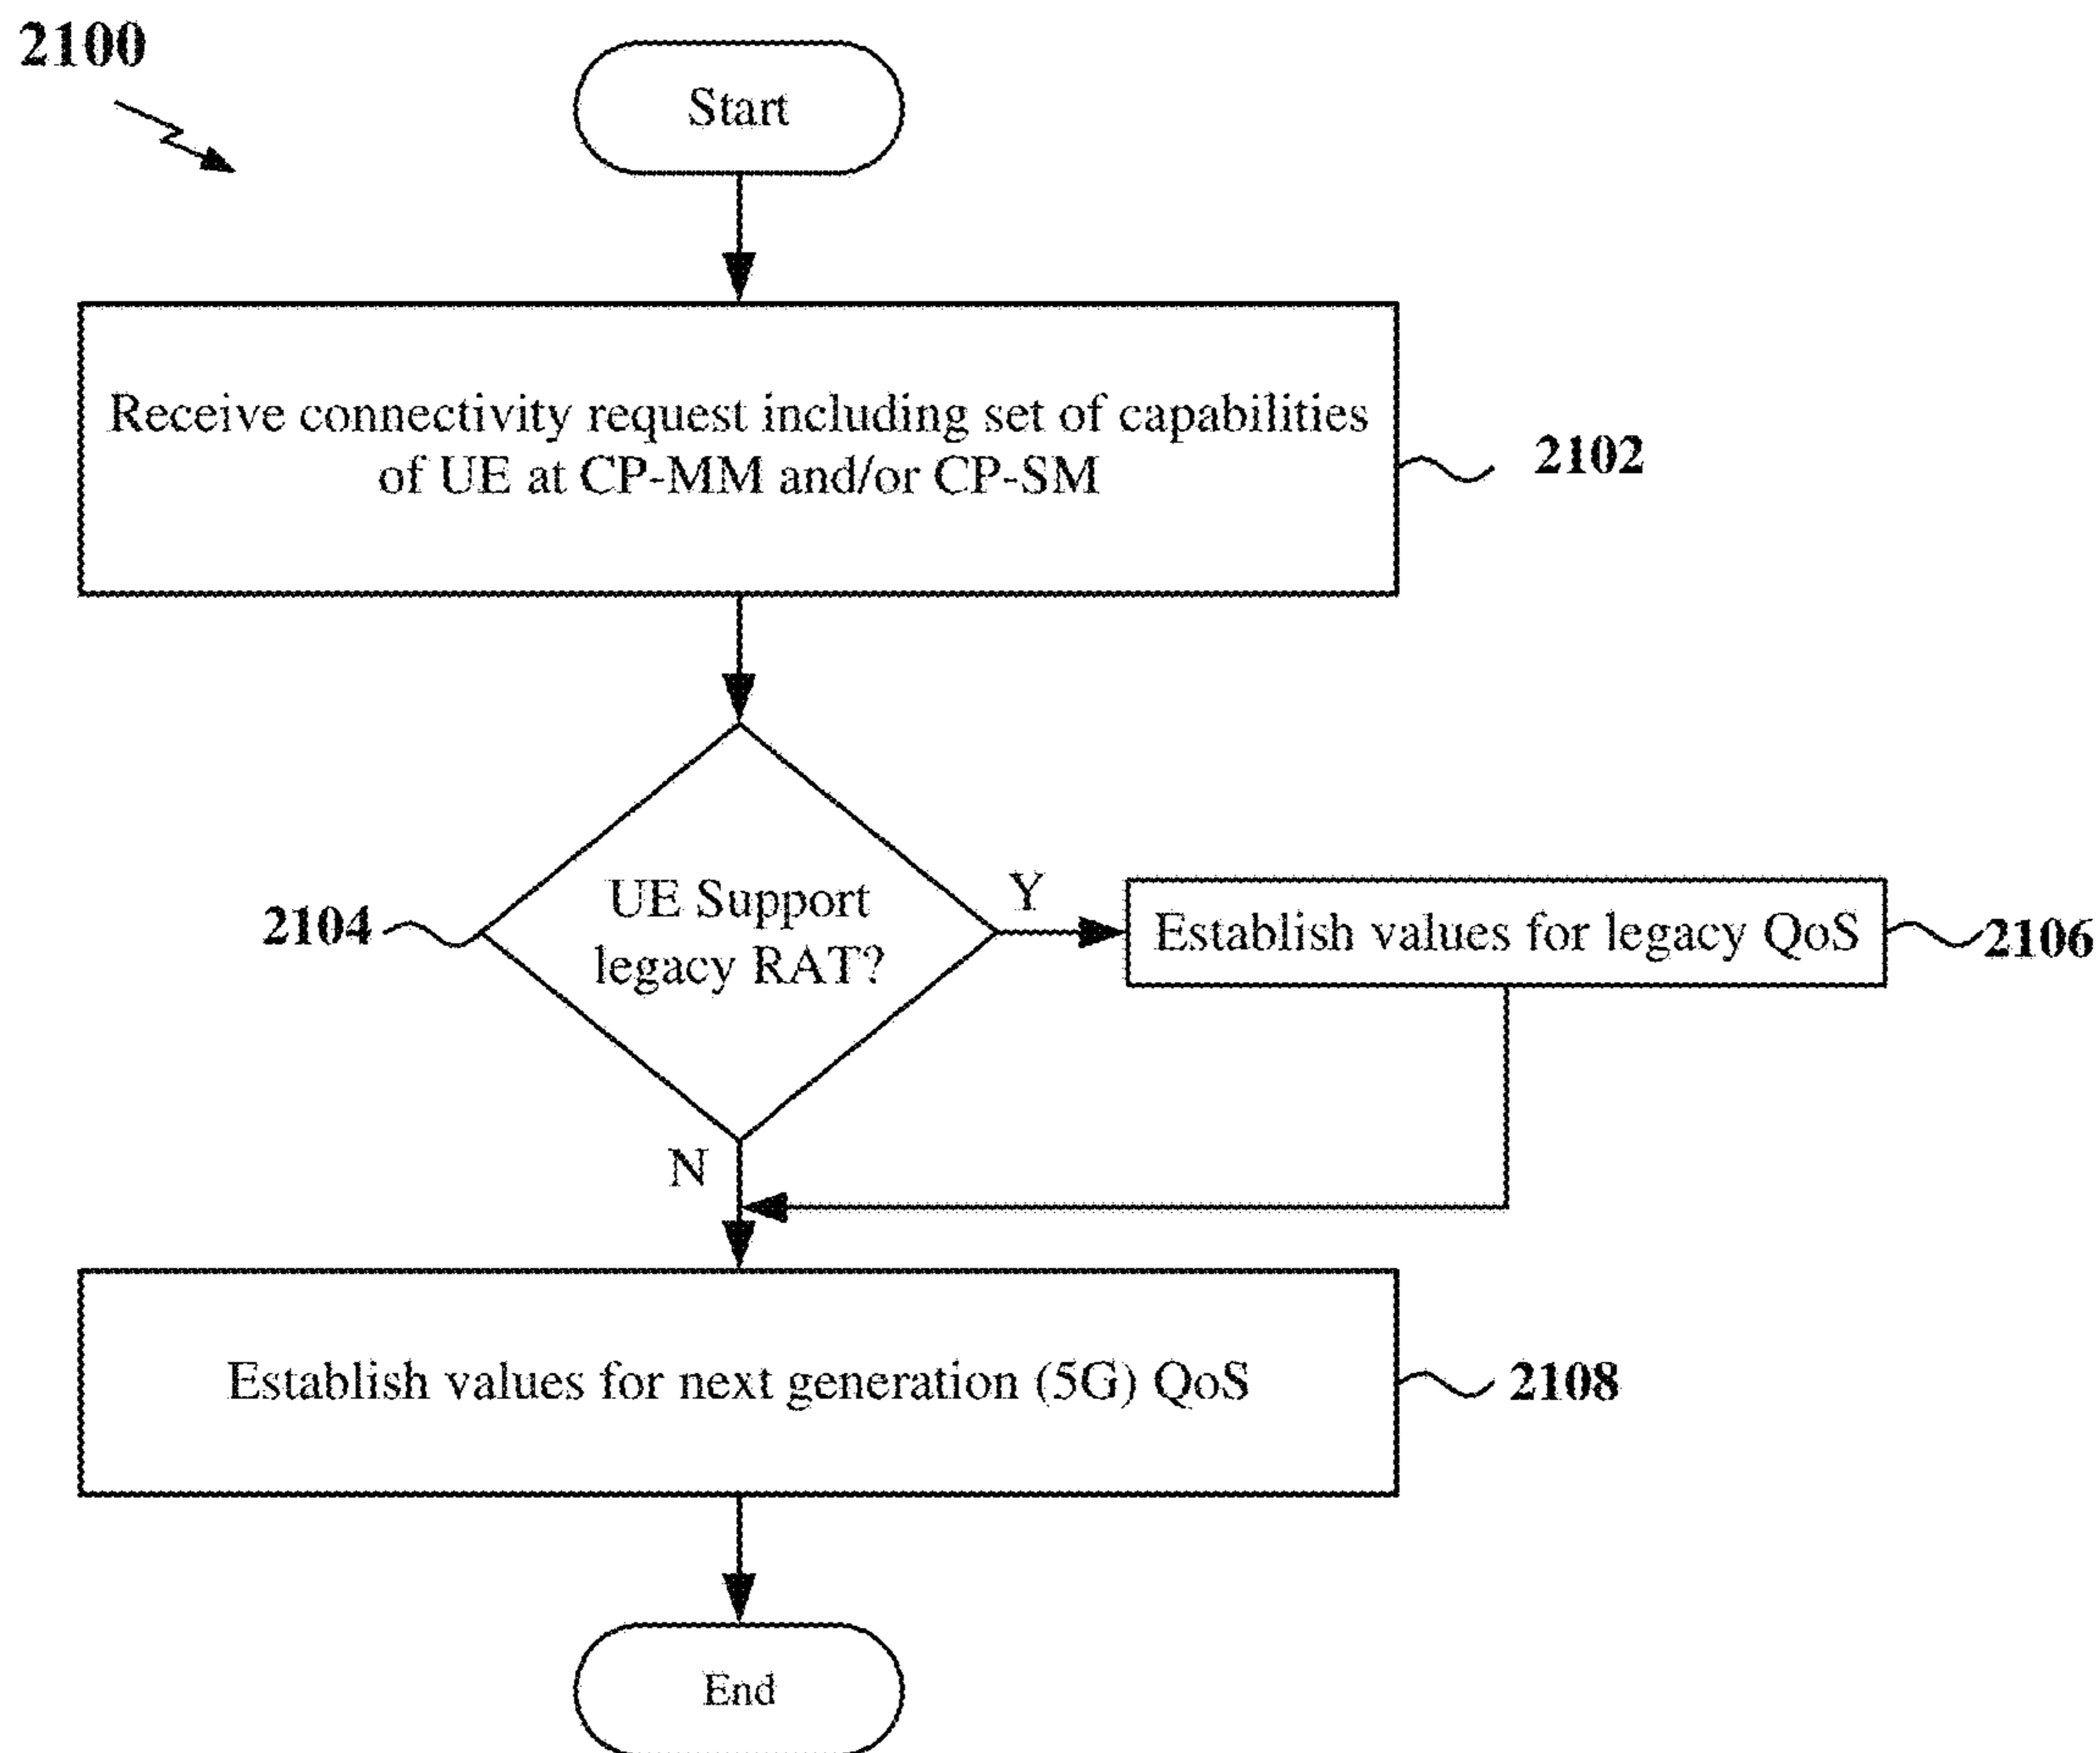 2100
Start
Receive connectivity request including set of capabilities
of UE at CP-MM and/or CP-SM
2102
UE Support
legacy RAT?
2104
Y
Establish values for legacy QoS
2106
N
Establish values for next generation (5G) QoS
2108
End